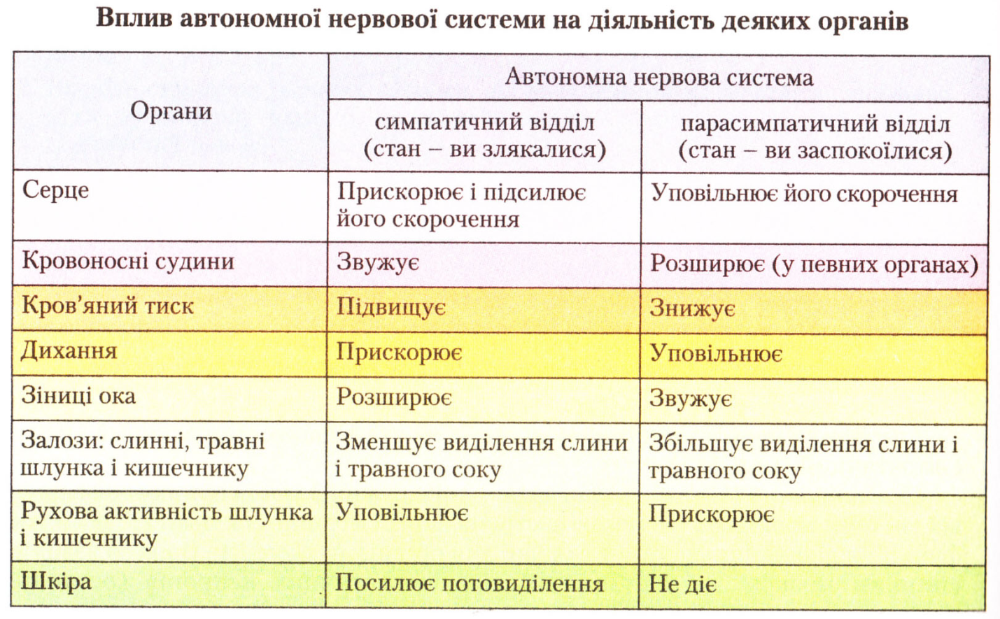 Вплив автономної нервової системи на діяльність деяких органів
Органи
Автономна нервова система
симпатичний відділ
(стан – ви злякалися)
парасимпатичний відділ
(стан – ви заспокоїлися)
Серце
Прискорює і підсилює
його скорочення
Уповільнює його скорочення
Кровоносні судини
Звужує
Розширює (у певних органах)
Кров’яний тиск
Підвищує
Знижує
Дихання
Прискорює
Уповільнює
Зіниці ока
Розширює
Звужує
Залози: слинні, травні
шлунка і кишечнику
Зменшує виділення слини
і травного соку
Збільшує виділення слини і
травного соку
Рухова активність шлунка
і кишечнику
Уповільнює
Прискорює
Шкіра
Посилює потовиділення
Не діє